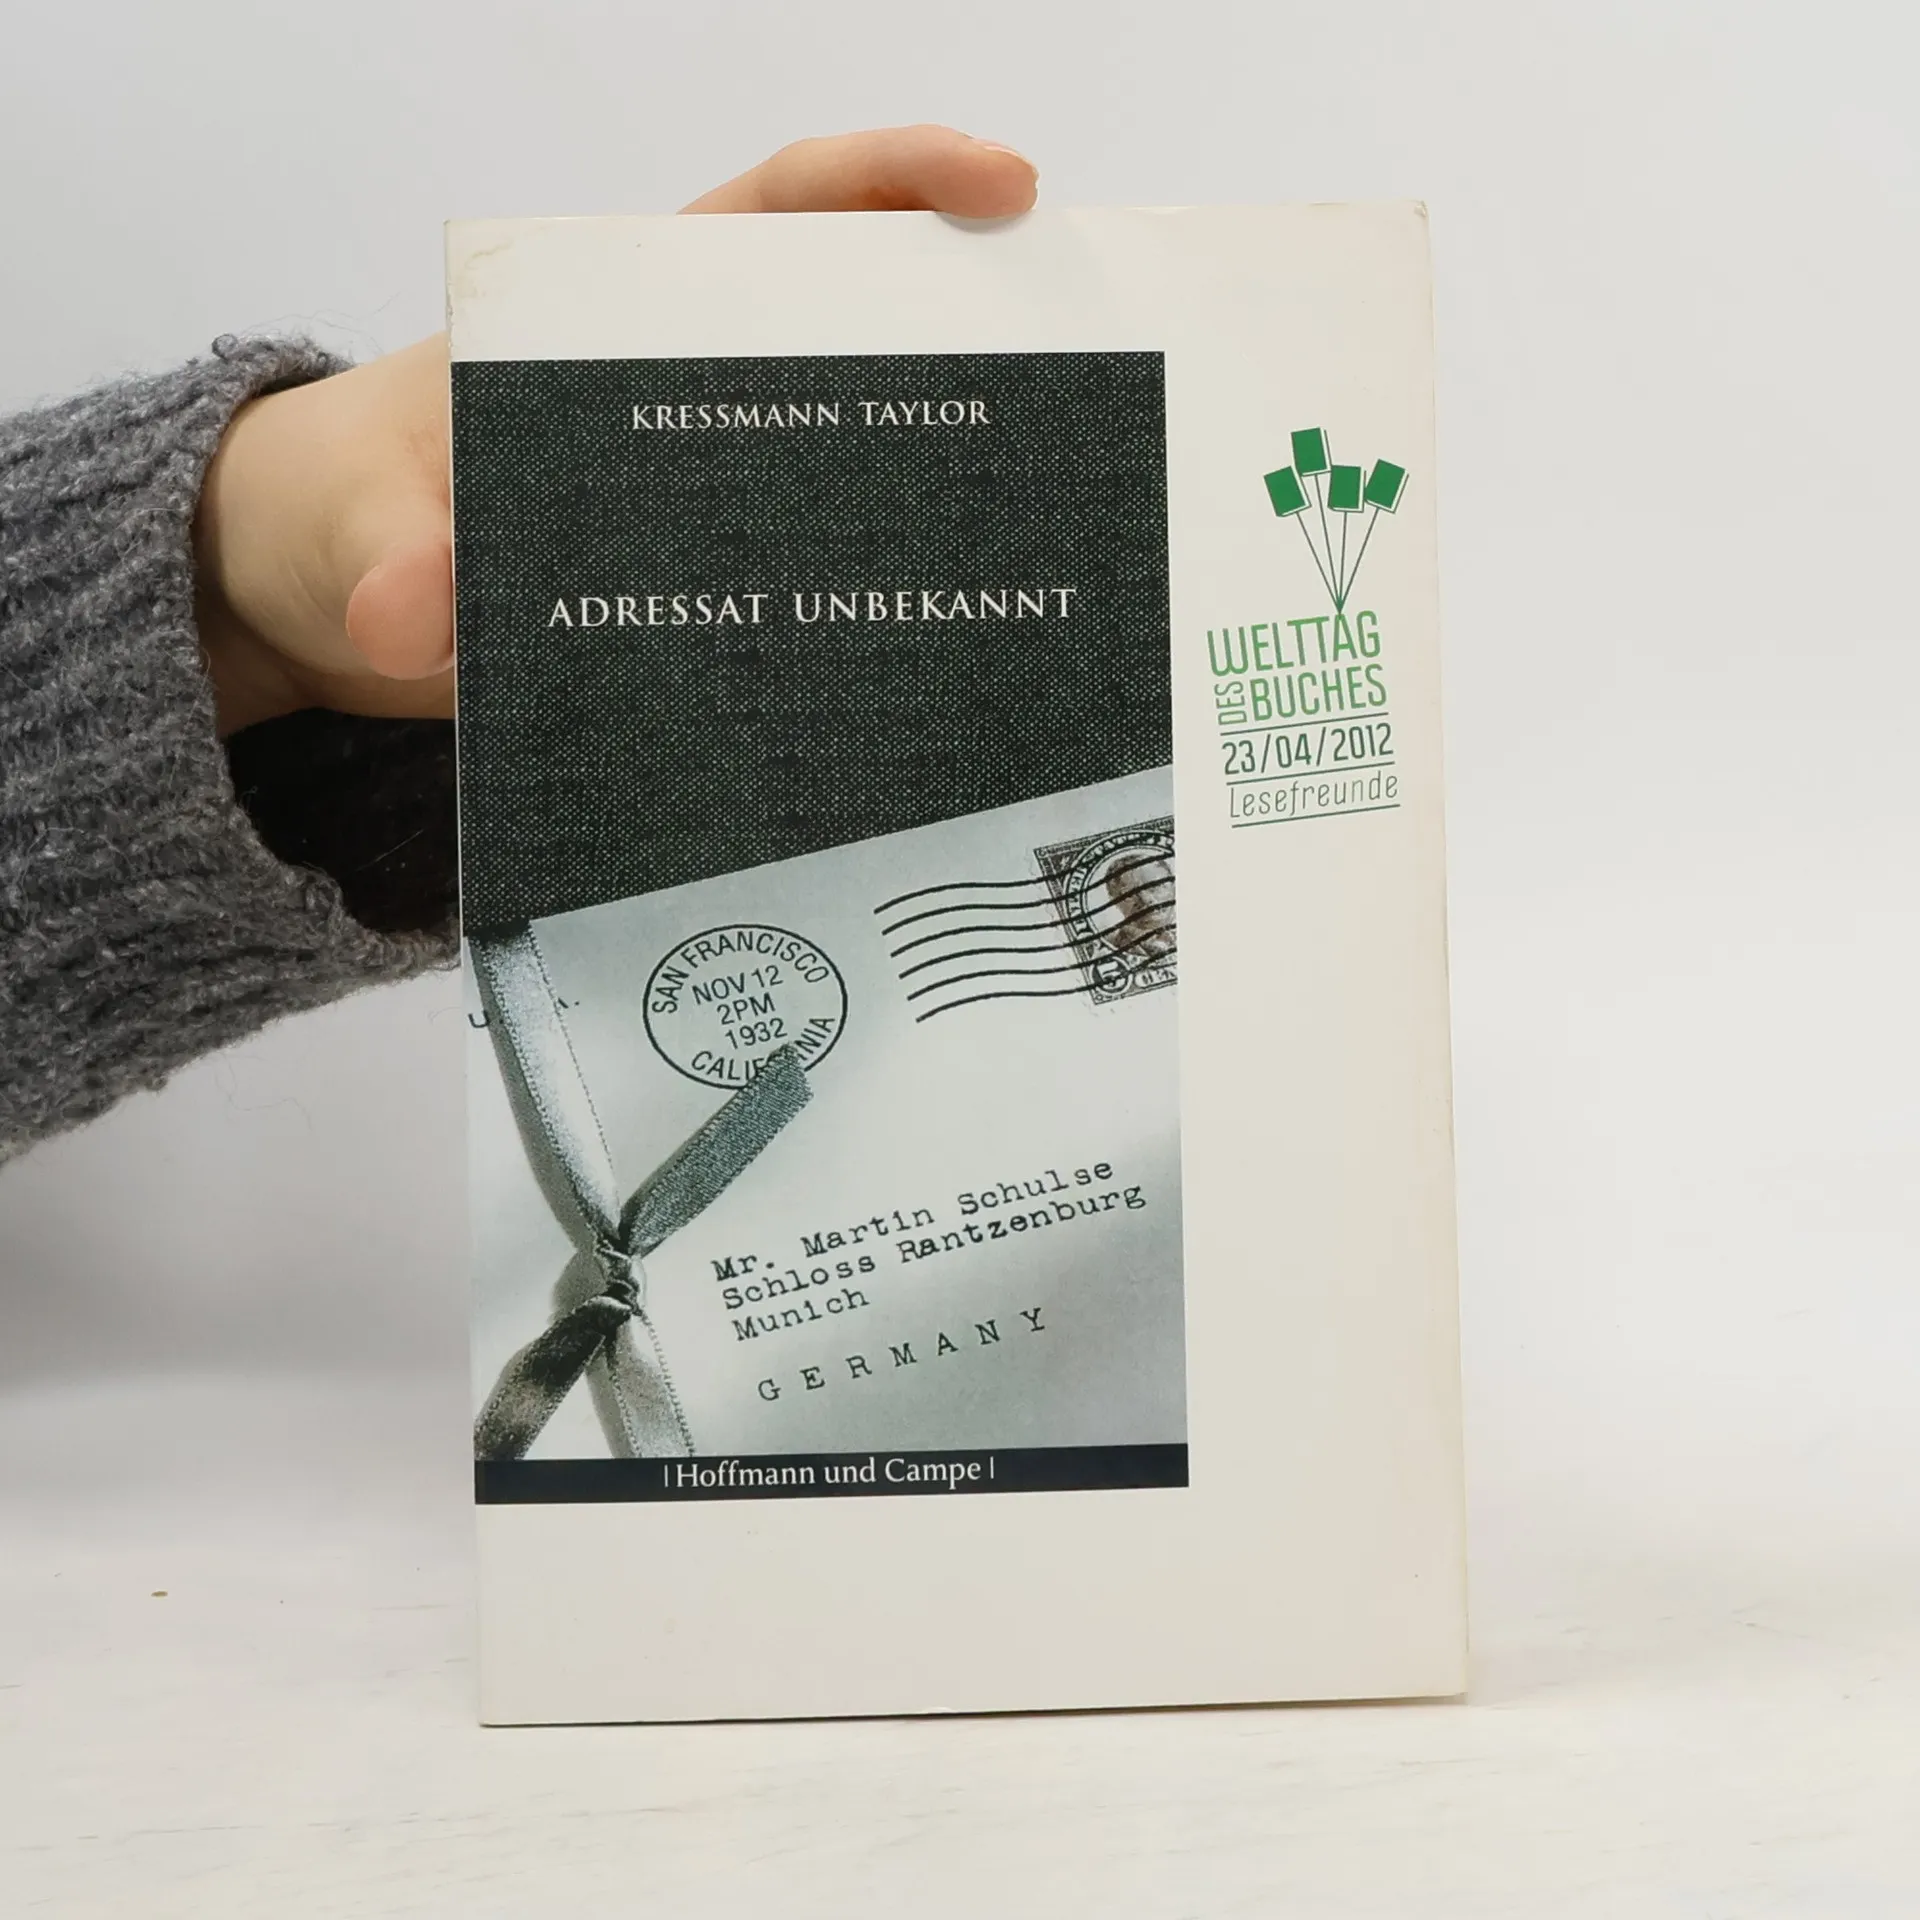 KRESSMANN TAYLOR
ADRESSAT UNBEKANNT
WELTTAG
DES BUCHES
23/04/2012
Lesefreunde
SAN FRANCISCO
NOV 12
2PM
1932
Mr. Martin Schulse
Schloss Rantzenburg
Munich
GERMANY
| Hoffmann und Campe |